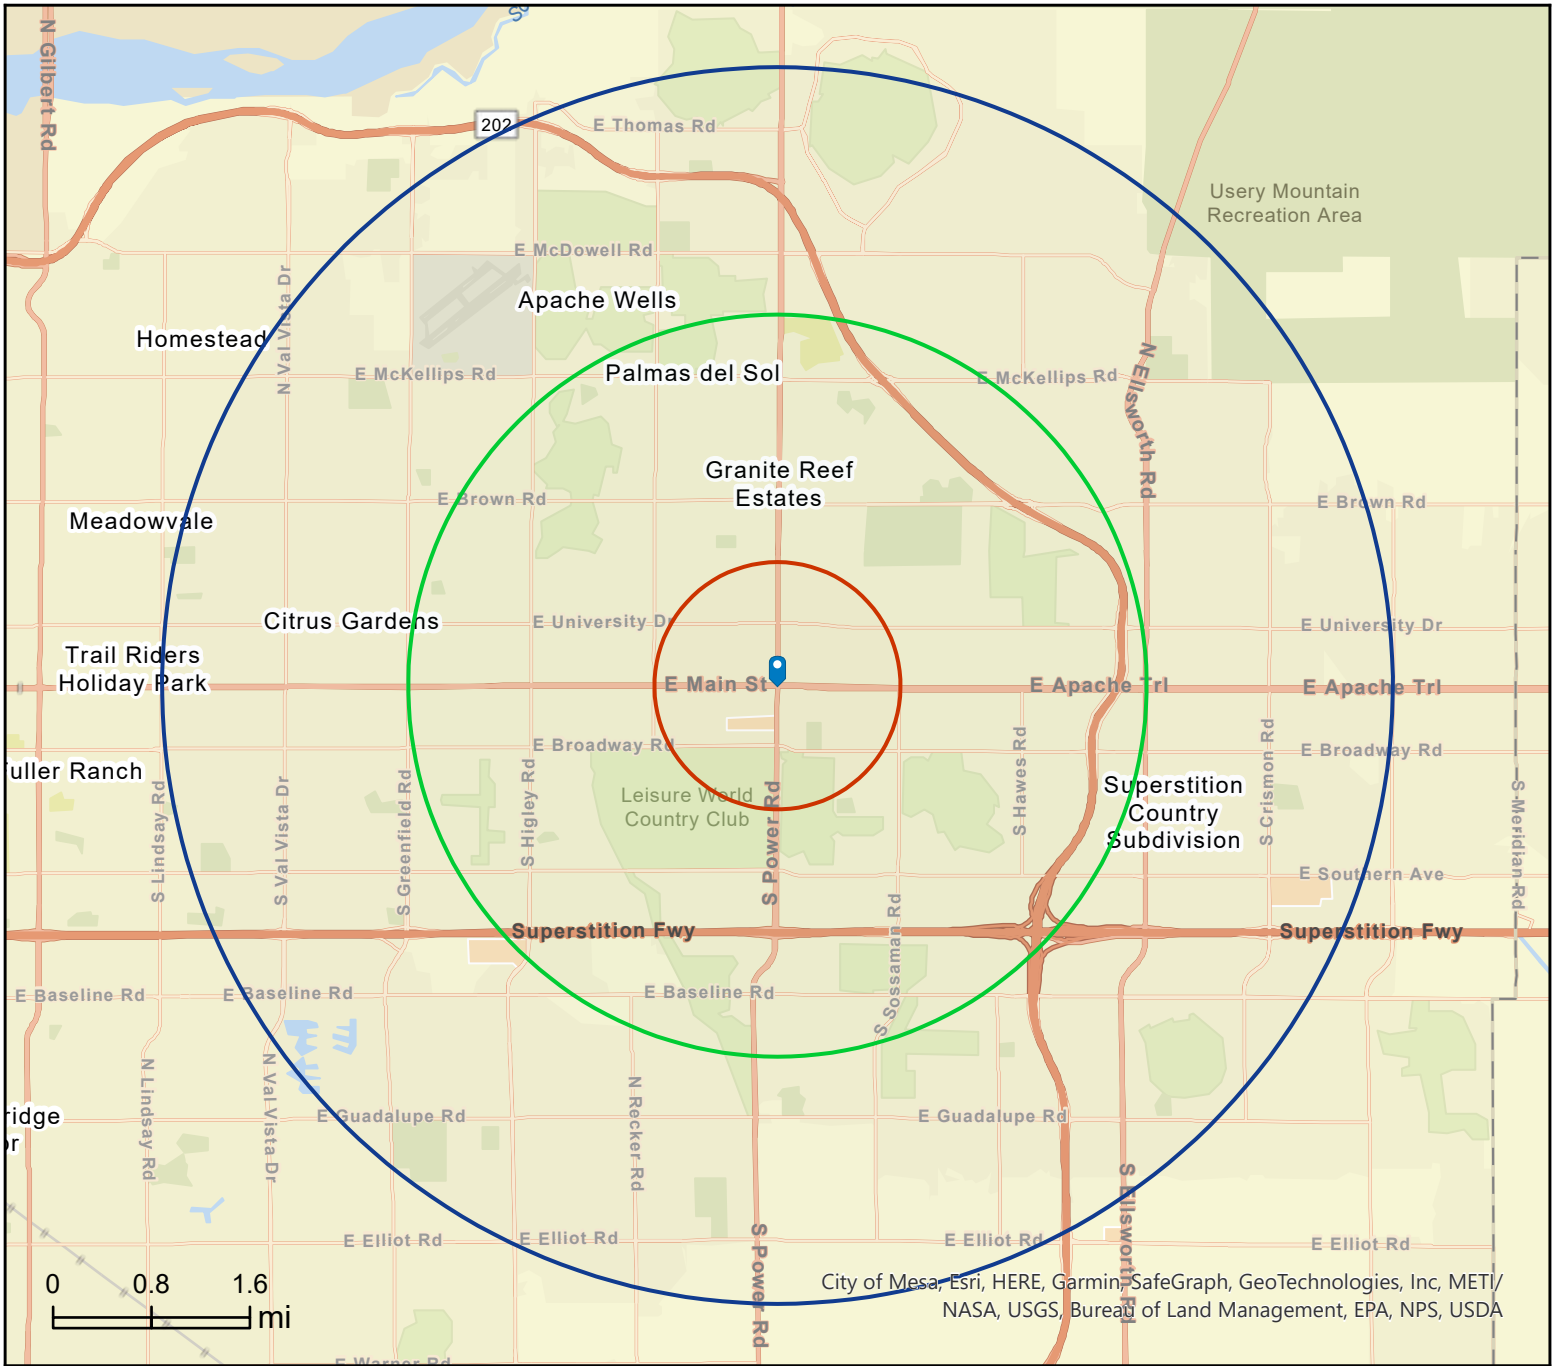 N Gilbert Rd
202
E Thomas Rd
Usery Mountain
Recreation Area
E McDowell Rd
Apache Wells
N Val Vista Dr
Homestead
E McKellips Rd
Palmas del Sol
E McKellips Rd
N Ellsworth Rd
Granite Reef
Estates
E Brown Rd
E Brown Rd
Meadowvale
Citrus Gardens
E University Dr
E University Dr
Trail Riders
Holiday Park
E Main St
E Apache Trl
E Apache Trl
E Broadway Rd
E Broadway Rd
uller Ranch
Leisure World
Country Club
Superstition
Country
Subdivision
S Lindsay Rd
S Val Vista Dr
S Greenfield Rd
S Higley Rd
S Power Rd
S Hawes Rd
S Crismon Rd
S Meridian Rd
E Southern Ave
S Sossaman Rd
Superstition Fwy
Superstition Fwy
E Baseline Rd
E Baseline Rd
E Baseline Rd
N Lindsay Rd
N Val Vista Dr
N Recker Rd
ridge
or
E Guadalupe Rd
E Guadalupe Rd
S Ellsworth Rd
S Power Rd
E Elliot Rd
E Elliot Rd
E Elliot Rd
E Elliot Rd
0 0.8 1.6
mi
City of Mesa, Esri, HERE, Garmin, SafeGraph, GeoTechnologies, Inc, METI/
NASA, USGS, Bureau of Land Management, EPA, NPS, USDA
E Warner Rd